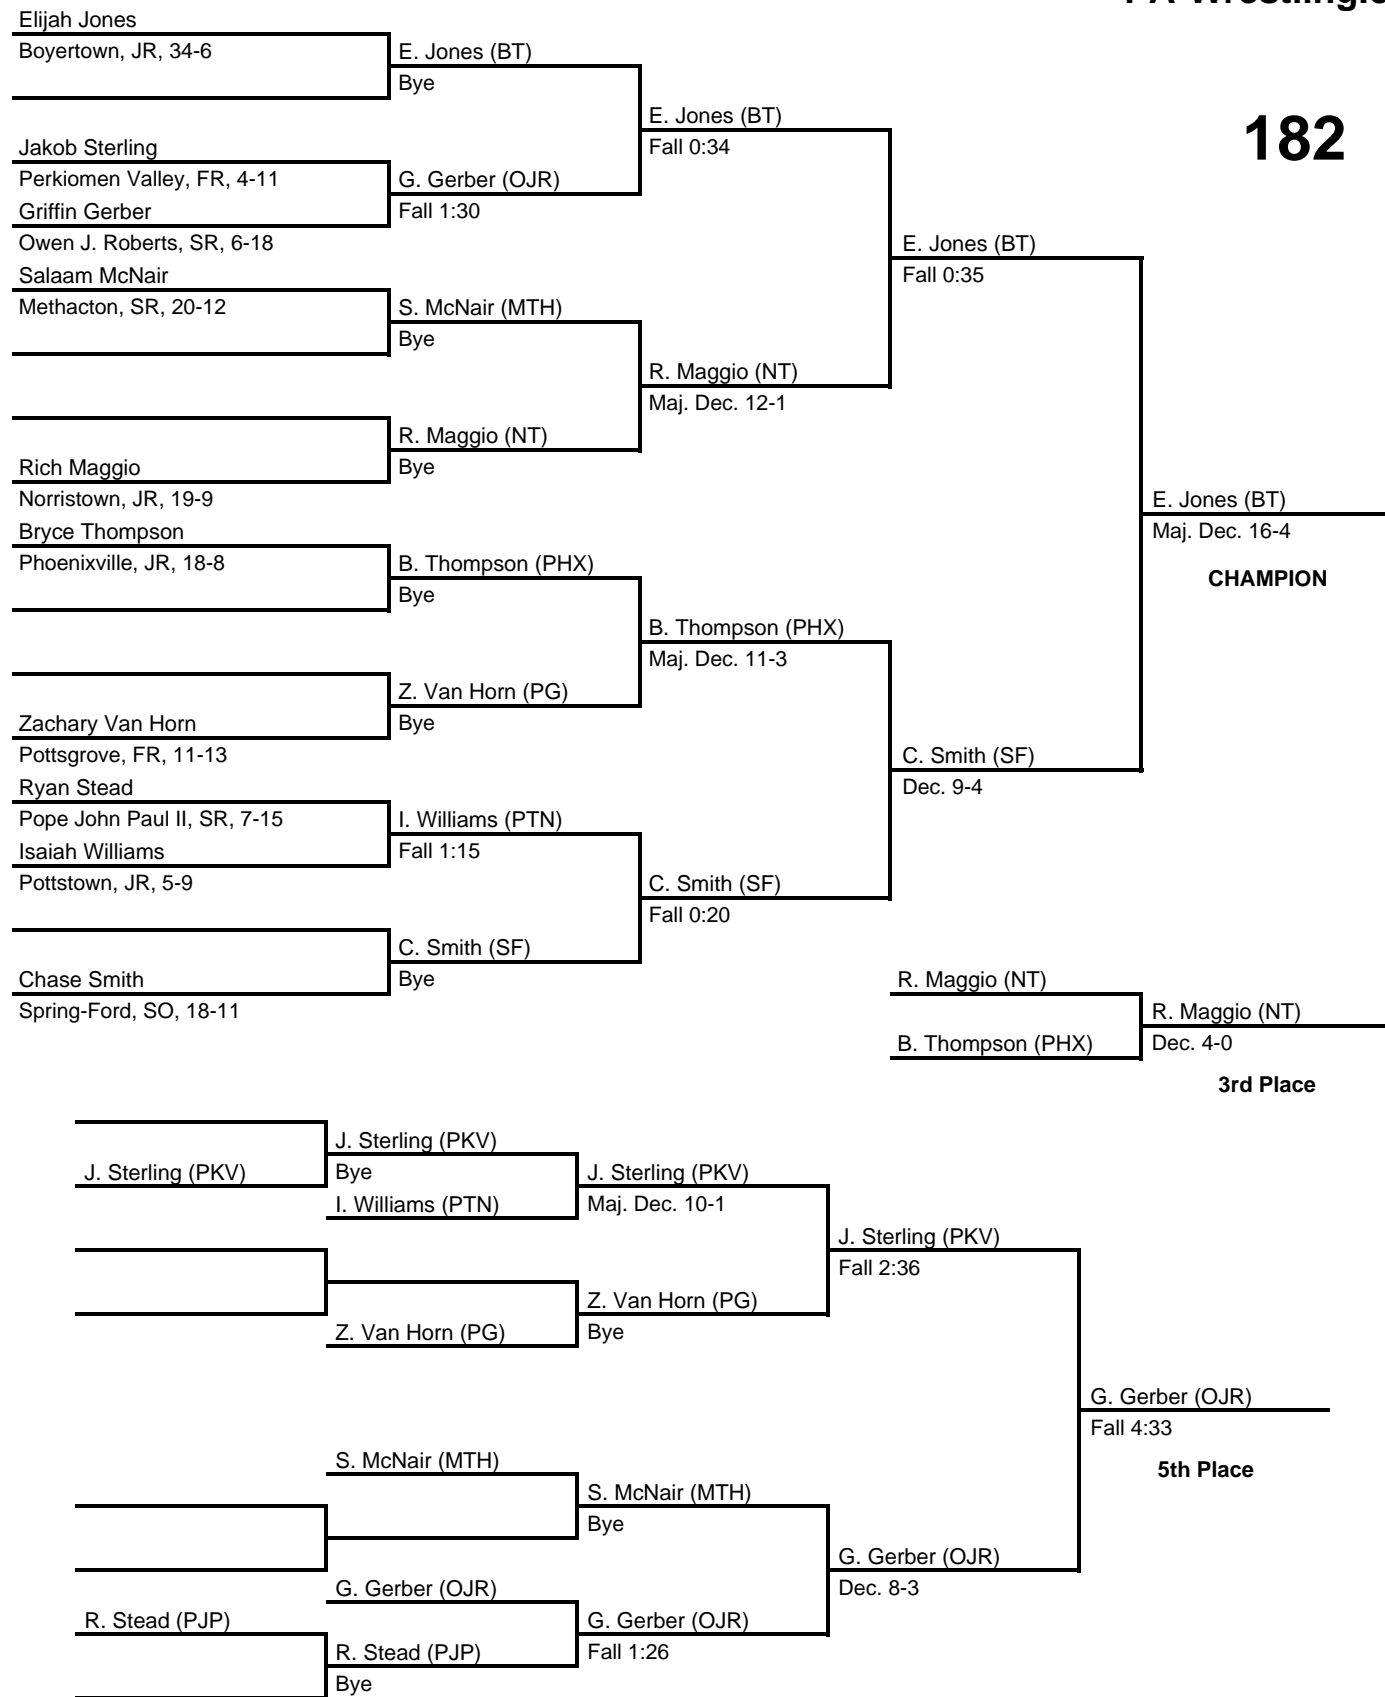 Elijah Jones
Boyertown, JR, 34-6
E. Jones (BT)
Bye
E. Jones (BT)
Fall 0:34
182
Jakob Sterling
Perkiomen Valley, FR, 4-11
G. Gerber (OJR)
Griffin Gerber
Fall 1:30
Owen J. Roberts, SR, 6-18
E. Jones (BT)
Salaam McNair
Fall 0:35
Methacton, SR, 20-12
S. McNair (MTH)
Bye
R. Maggio (NT)
Maj. Dec. 12-1
R. Maggio (NT)
Rich Maggio
Bye
Norristown, JR, 19-9
E. Jones (BT)
Bryce Thompson
Maj. Dec. 16-4
Phoenixville, JR, 18-8
B. Thompson (PHX)
CHAMPION
Bye
B. Thompson (PHX)
Maj. Dec. 11-3
Z. Van Horn (PG)
Zachary Van Horn
Bye
Pottsgrove, FR, 11-13
C. Smith (SF)
Ryan Stead
Dec. 9-4
Pope John Paul II, SR, 7-15
I. Williams (PTN)
Isaiah Williams
Fall 1:15
Pottstown, JR, 5-9
C. Smith (SF)
Fall 0:20
C. Smith (SF)
Chase Smith
Bye
R. Maggio (NT)
Spring-Ford, SO, 18-11
R. Maggio (NT)
B. Thompson (PHX)
Dec. 4-0
3rd Place
J. Sterling (PKV)
J. Sterling (PKV)
Bye
J. Sterling (PKV)
I. Williams (PTN)
Maj. Dec. 10-1
J. Sterling (PKV)
Fall 2:36
Z. Van Horn (PG)
Z. Van Horn (PG)
Bye
G. Gerber (OJR)
Fall 4:33
S. McNair (MTH)
5th Place
S. McNair (MTH)
Bye
G. Gerber (OJR)
G. Gerber (OJR)
Dec. 8-3
R. Stead (PJP)
G. Gerber (OJR)
R. Stead (PJP)
Fall 1:26
Bye